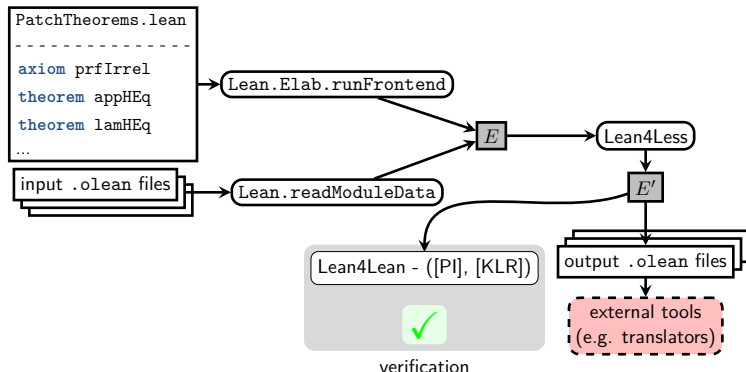 PatchTheorems.lean
axiom prfIrrel
theorem appHEq
theorem lamHEq
...
Lean.Elab.runFrontend
E
Lean4Less
input .olean files
Lean.readModuleData
E′
Lean4Lean - ([PI], [KLR])
✓
verification
output .olean files
external tools
(e.g. translators)